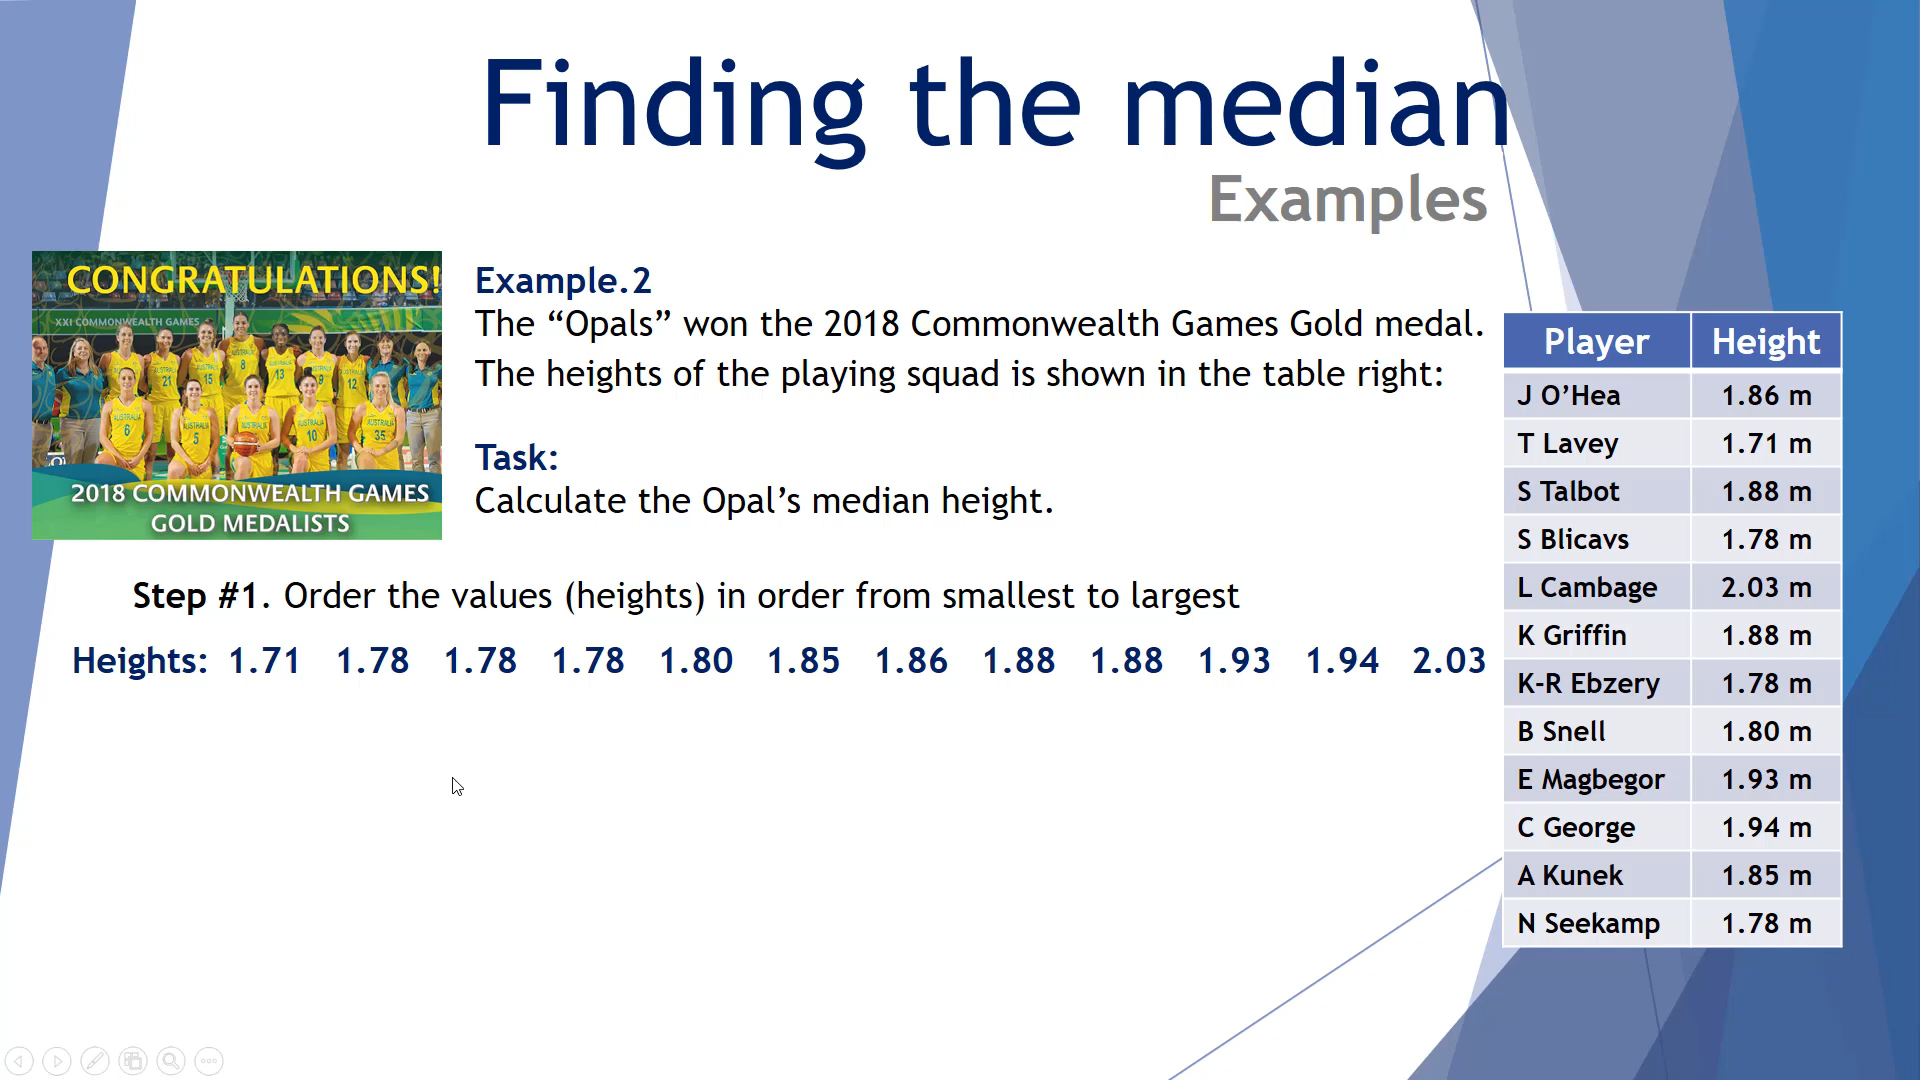 Finding the median
Examples
CONGRATULATIONS!
XXI COMMONWEALTH GAMES
2018 COMMONWEALTH GAMES
GOLD MEDALISTS
Example.2
The “Opals” won the 2018 Commonwealth Games Gold medal.
The heights of the playing squad is shown in the table right:
Task:
Calculate the Opal’s median height.
Step #1. Order the values (heights) in order from smallest to largest
Heights: 1.71 1.78 1.78 1.78 1.80 1.85 1.86 1.88 1.88 1.93 1.94 2.03
Player Height
J O’Hea 1.86 m
T Lavey 1.71 m
S Talbot 1.88 m
S Blicavs 1.78 m
L Cambage 2.03 m
K Griffin 1.88 m
K-R Ebzery 1.78 m
B Snell 1.80 m
E Magbegor 1.93 m
C George 1.94 m
A Kunek 1.85 m
N Seekamp 1.78 m